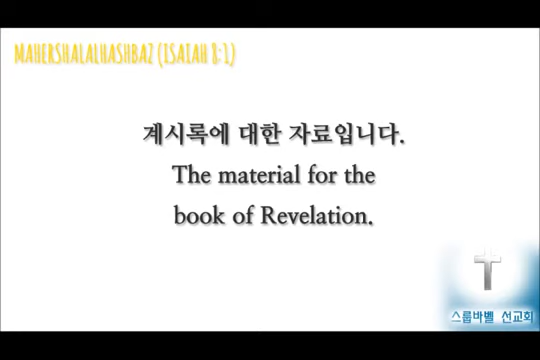 MAHERSHALALHASHBAZ (ISAIAH 8:1)
계시록에 대한 자료입니다.
The material for the
book of Revelation.
스룹바벨 선교회